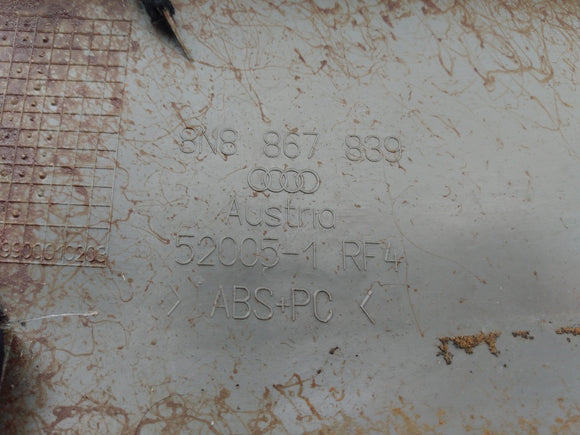 8N8 867 839
Austria
52005-1 RF4
> ABS+PC <